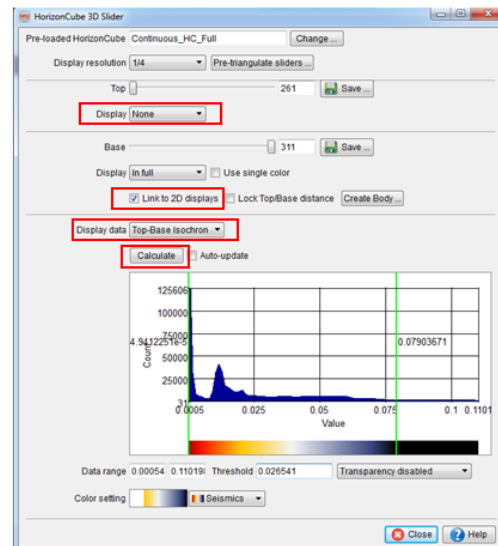 HorizonCube 3D Slider
Pre-loaded HorizonCube Continuous_HC_Full Change ...
Display resolution 1/4 Pre-triangulate sliders ...
Top 261 Save ...
Display None
Base 311 Save ...
Display In full Use single color
Link to 2D displays Lock Top/Base distance Create Body ...
Display data Top-Base Isochron
Calculate Auto-update
125606
100000
75000
4.9412251e-5 0.07903671
Count
50000
25000
31
0.0005 0.025 0.05 0.075 0.1 0.1101
Value
Data range 0.00054 0.110198 Threshold 0.026541 Transparency disabled
Color setting Seismics
Close Help